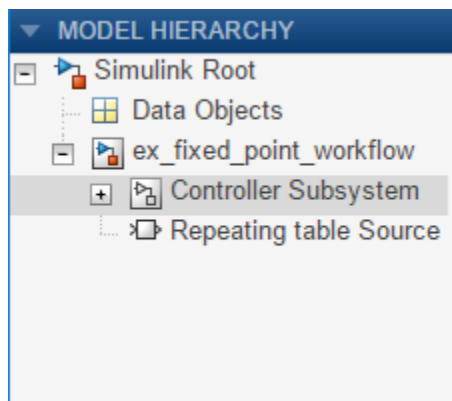 MODEL HIERARCHY
Simulink Root
Data Objects
ex_fixed_point_workflow
Controller Subsystem
Repeating table Source